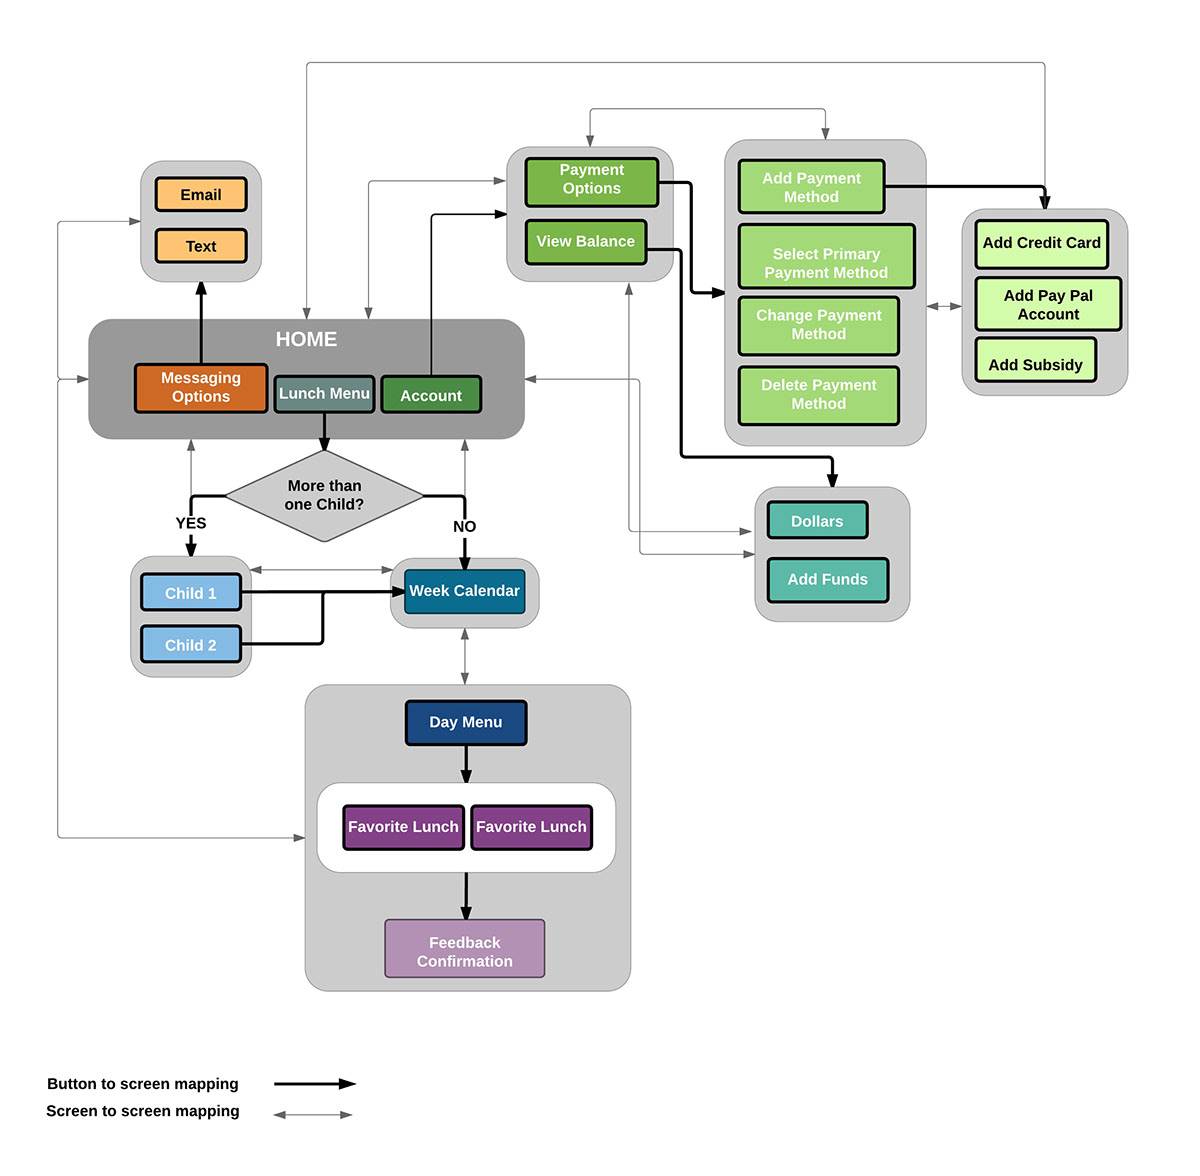 Email
Text
Payment
Options
View Balance
Add Payment
Method
Select Primary
Payment Method
Change Payment
Method
Delete Payment
Method
Add Credit Card
Add Pay Pal
Account
Add Subsidy
HOME
Messaging
Options
Lunch Menu
Account
More than
one Child?
YES
NO
Dollars
Add Funds
Child 1
Child 2
Week Calendar
Day Menu
Favorite Lunch
Favorite Lunch
Feedback
Confirmation
Button to screen mapping
Screen to screen mapping